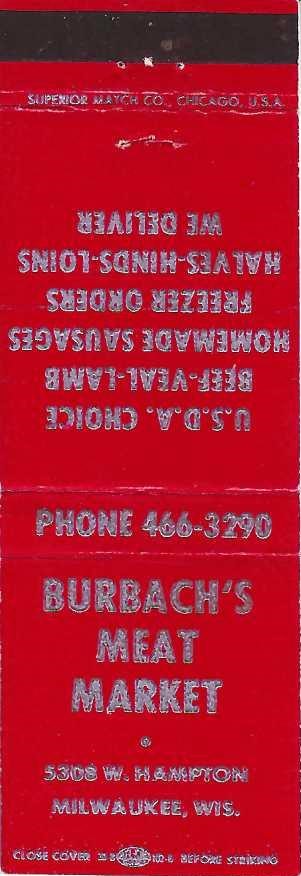 SUPERIOR MATCH CO., CHICAGO, U.S.A.
U.S.D.A. CHOICE
BEEF-VEAL-LAMB
HOMEMADE SAUSAGES
FREEZER ORDERS
HALVES-HINDS-LOINS
WE DELIVER
PHONE 466-3290
BURBACH'S
MEAT
MARKET
5308 W. HAMPTON
MILWAUKEE, WIS.
CLOSE COVER BEFORE STRIKING